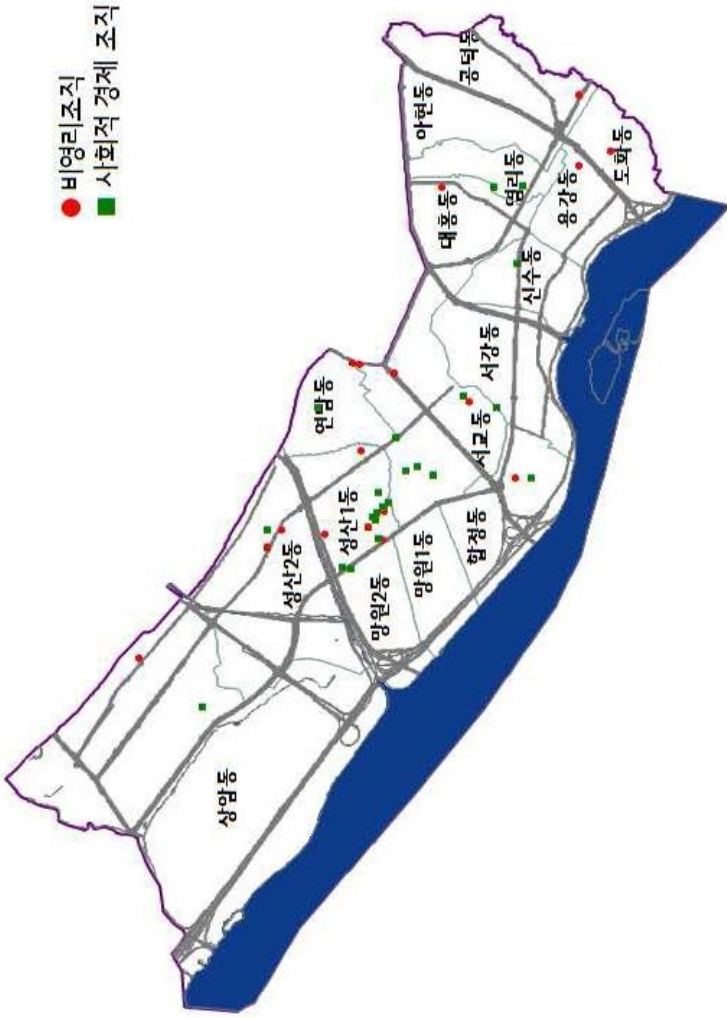 비영리조직
사회적 경제 조직
공덕동
아현동
도화동
염리동
용강동
대흥동
신수동
서강동
연남동
서교동
성산1동
합정동
망원1동
성산2동
망원2동
상암동